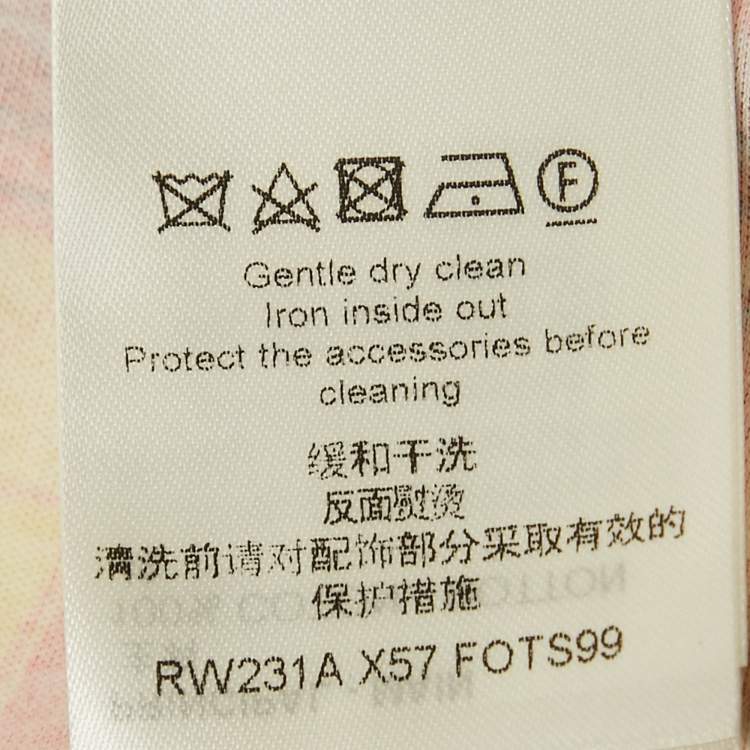 F
Gentle dry clean
Iron inside out
Protect the accessories before
cleaning
缓和干洗
反面熨烫
清洗前请对配饰部分采取有效的
保护措施
RW231A X57 FOTS99